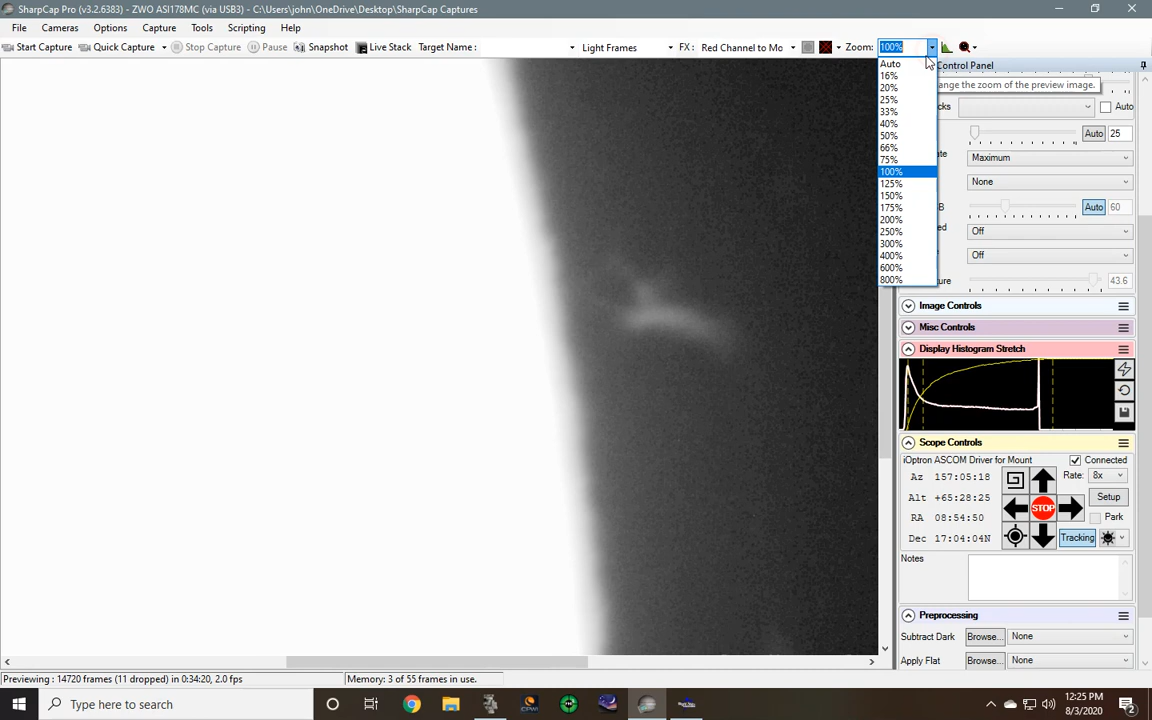 SharpCap Pro (v3.2.6383) - ZWO ASI178MC (via USB3) - C:\Users\john\OneDrive\Desktop\SharpCap Captures
File Cameras Options Capture Tools Scripting Help
Start Capture Quick Capture Stop Capture Pause Snapshot Live Stack Target Name: Light Frames FX: Red Channel to Mo Zoom: 100%
Auto
16%
20%
25%
33%
40%
50%
66%
75%
100%
125%
150%
175%
200%
250%
300%
400%
600%
800%
Control Panel
ange the zoom of the preview image.
cks Auto
Auto 25
ate Maximum
None
B Auto 60
ed Off
Off
ure 43.6
Image Controls
Misc Controls
Display Histogram Stretch
Scope Controls
iOptron ASCOM Driver for Mount Connected
Az 157:05:18 Rate: 8x
Alt +65:28:25 STOP Setup
RA 08:54:50 Park
Dec 17:04:04N Tracking
Notes
Preprocessing
Subtract Dark Browse... None
Apply Flat Browse... None
Previewing : 14720 frames (11 dropped) in 0:34:20, 2.0 fps Memory: 3 of 55 frames in use.
Type here to search
CPWI
12:25 PM
8/3/2020
2